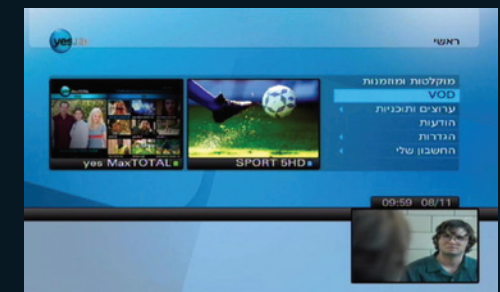 yes
ראשי
מוקלטות ומוזמנות
VOD
ערוצים ותוכניות
הודעות
הגדרות
החשבון שלי
yes MaxTOTAL
SPORT 5HD
09:59 08/11